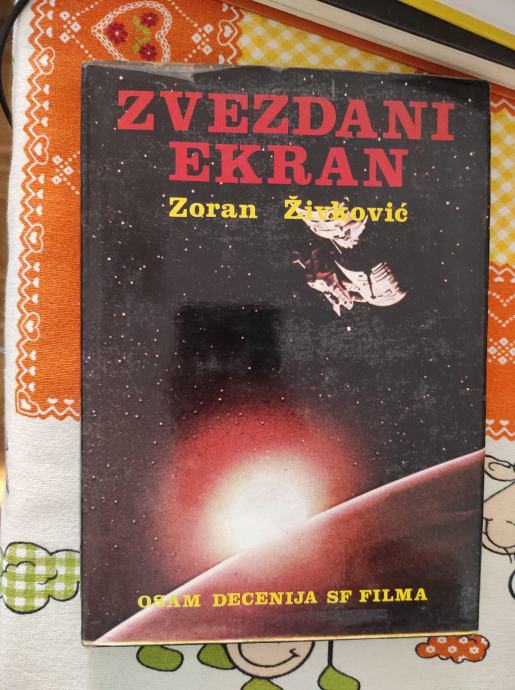 ZVEZDANI
EKRAN
Zoran Živković
OSAM DECENIJA SF FILMA